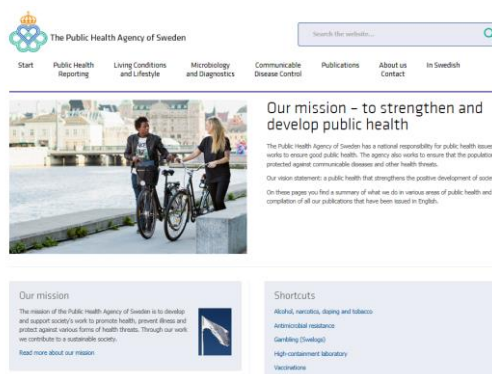 The Public Health Agency of Sweden
Search the website...
Start
Public Health
Reporting
Living Conditions
and Lifestyle
Microbiology
and Diagnostics
Communicable
Disease Control
Publications
About us
Contact
In Swedish
Our mission – to strengthen and
develop public health
The Public Health Agency of Sweden has a national responsibility for public health issues
works to ensure good public health. The agency also works to ensure that the population
protected against communicable diseases and other health threats.
Our vision statement: a public health that strengthens the positive development of socie
On these pages you find a summary of what we do in various areas of public health and
compilation of all our publications that have been issued in English.
Our mission
The mission of the Public Health Agency of Sweden is to develop
and support society's work to promote health, prevent illness and
protect against various forms of health threats. Through our work
we contribute to a sustainable society.
Read more about our mission
Shortcuts
Alcohol, narcotics, doping and tobacco
Antimicrobial resistance
Gambling (Swelogs)
High-containment laboratory
Vaccinations